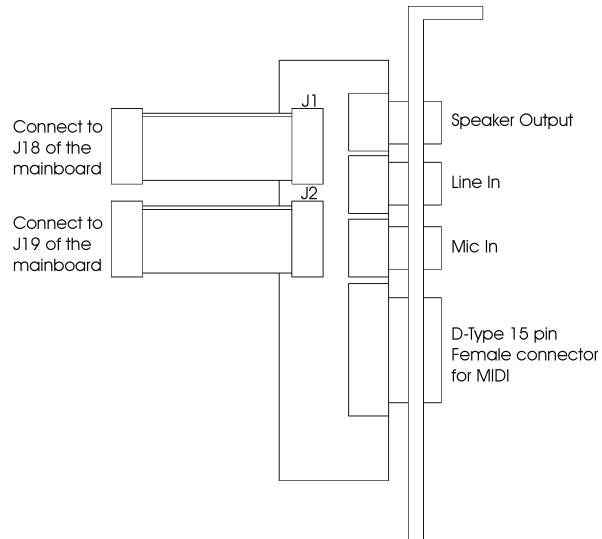 J1
Connect to
J18 of the
mainboard
J2
Connect to
J19 of the
mainboard
Speaker Output
Line In
Mic In
D-Type 15 pin
Female connector
for MIDI